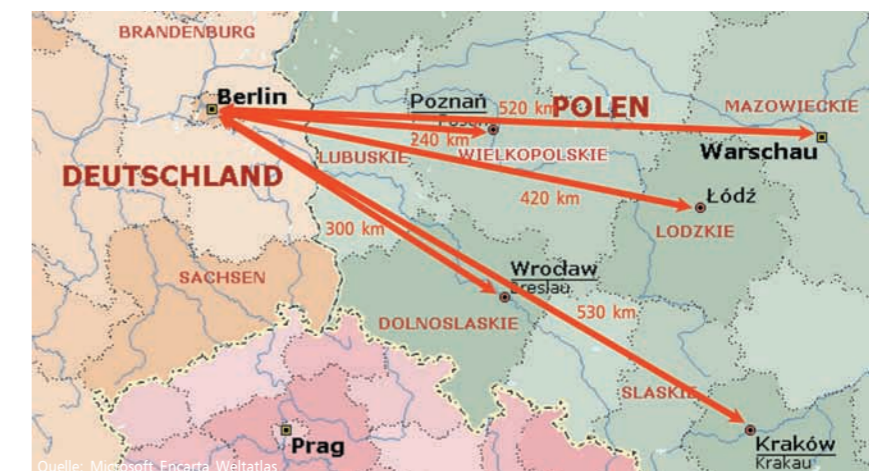 BRANDENBURG
Berlin
Poznań
520 km
POLEN
MAZOWIECKIE
240 km
LUBUSKIE
WIELKOPOLSKIE
Warschau
DEUTSCHLAND
420 km
Łódź
300 km
LODZKIE
SACHSEN
Wrocław
Breslau
530 km
DOLNOSLASKIE
SLASKIE
Prag
Kraków
Krakau
Quelle: Microsoft Encarta Weltatlas